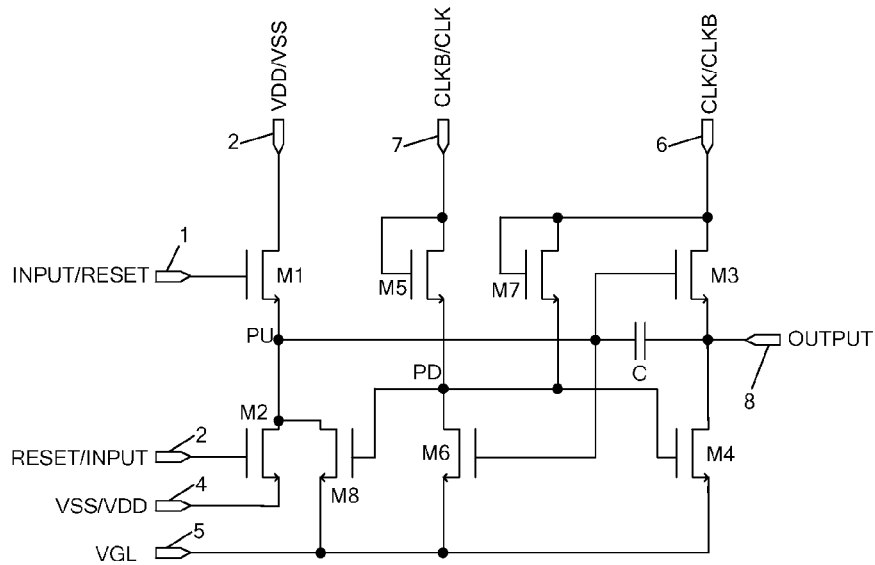 VDD/VSS
CLKB/CLK
CLK/CLKB
2
7
6
1
INPUT/RESET
M1
M5
M7
M3
PU
OUTPUT
C
8
PD
M2
2
RESET/INPUT
M6
M4
M8
4
VSS/VDD
5
VGL